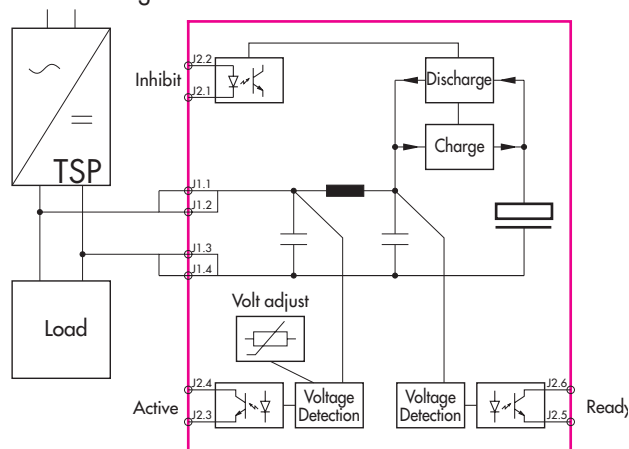 J2.2
Inhibit
J2.1
Discharge
Charge
TSP
J1.1
J1.2
J1.3
J1.4
Load
Volt adjust
J2.4
Active
J2.3
Voltage
Detection
Voltage
Detection
J2.6
J2.5
Ready